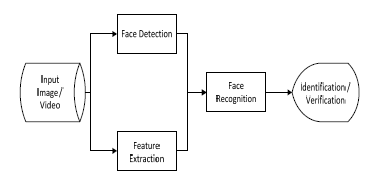 Input
Image/
Video
Face Detection
Feature
Extraction
Face
Recognition
Identification/
Verification